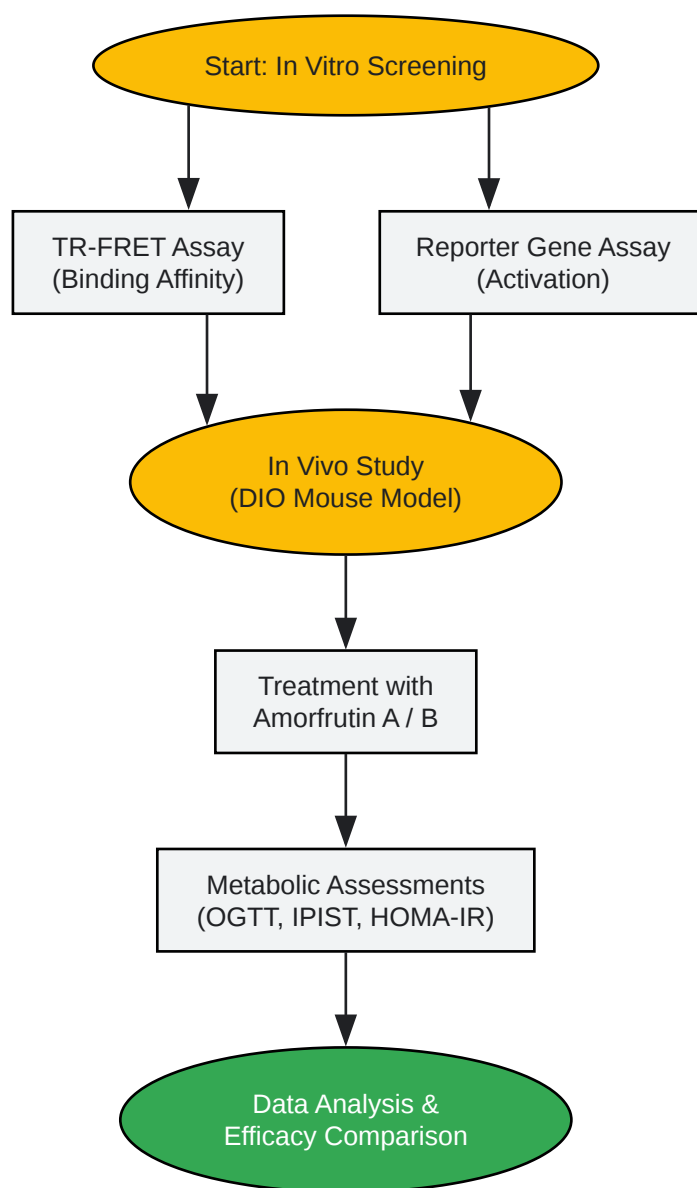 Start: In Vitro Screening
TR-FRET Assay
(Binding Affinity)
Reporter Gene Assay
(Activation)
In Vivo Study
(DIO Mouse Model)
Treatment with
Amorfrutin A / B
Metabolic Assessments
(OGTT, IPIST, HOMA-IR)
Data Analysis &
Efficacy Comparison